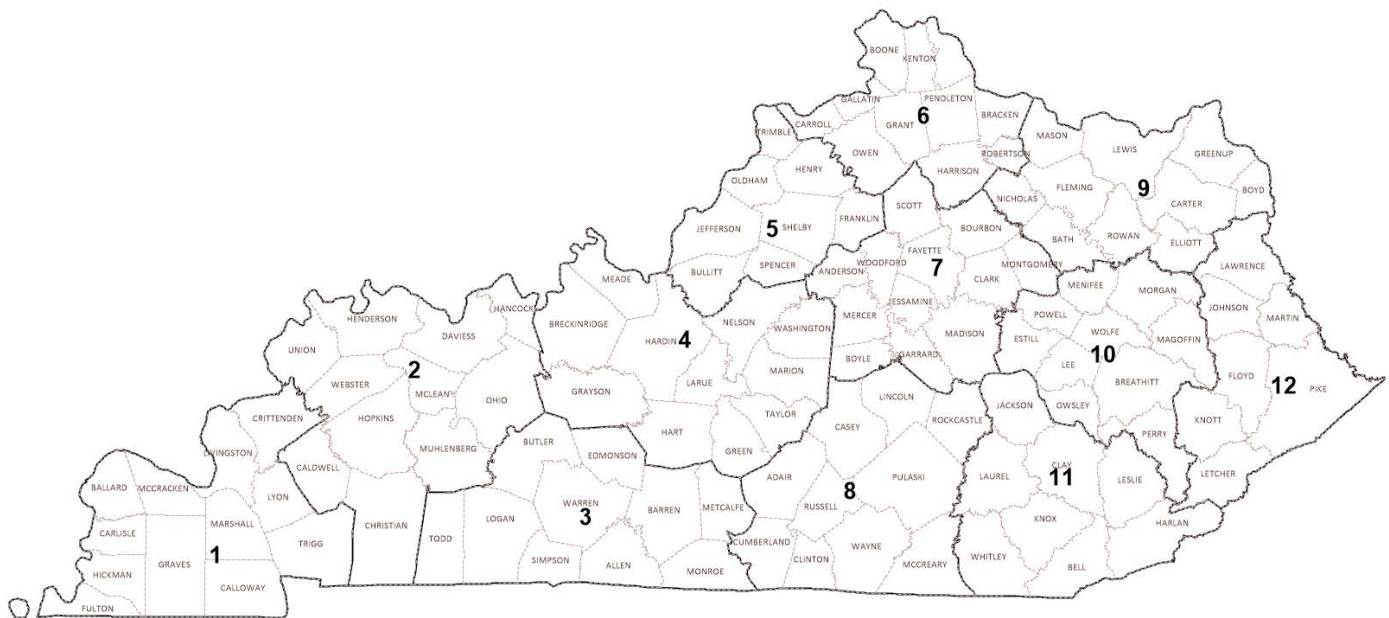 BOONE
KENTON
GALLATIN
PENDLETON
CARROLL
GRANT
6
BRACKEN
TRIMBLE
MASON
LEWIS
OWEN
ROBERTSON
GREENUP
HENRY
HARRISON
OLDHAM
FLEMING
9
BOYD
NICHOLAS
CARTER
SCOTT
FRANKLIN
JEFFERSON
5
SHELBY
BOURBON
ROWAN
BATH
ELLIOTT
FAYETTE
WOODFORD
7
SPENCER
ANDERSON
BULLITT
MONTGOMERY
LAWRENCE
CLARK
MEADE
MENIFEE
MORGAN
JESSAMINE
HANCOCK
JOHNSON
POWELL
MERCER
MARTIN
HENDERSON
NELSON
BRECKINRIDGE
WASHINGTON
WOLFE
MADISON
DAVIESS
ESTILL
MAGOFFIN
HARDIN
4
UNION
BOYLE
GARRARD
10
LEE
2
MARION
FLOYD
12
PIKE
WEBSTER
LARUE
BREATHITT
MCLEAN
GRAYSON
OHIO
LINCOLN
OWSLEY
JACKSON
TAYLOR
HOPKINS
CRITTENDEN
ROCKCASTLE
KNOTT
CASEY
HART
PERRY
BUTLER
MUHLENBERG
GREEN
LIVINGSTON
EDMONSON
CLAY
CALDWELL
LETCHER
LAUREL
11
ADAIR
PULASKI
LESLIE
BALLARD
MCCRACKEN
8
LYON
WARREN
RUSSELL
METCALFE
BARREN
3
KNOX
LOGAN
MARSHALL
HARLAN
CHRISTIAN
CARLISLE
TODD
TRIGG
CUMBERLAND
WAYNE
1
WHITLEY
CLINTON
GRAVES
SIMPSON
ALLEN
BELL
MCCREARY
MONROE
HICKMAN
CALLOWAY
FULTON